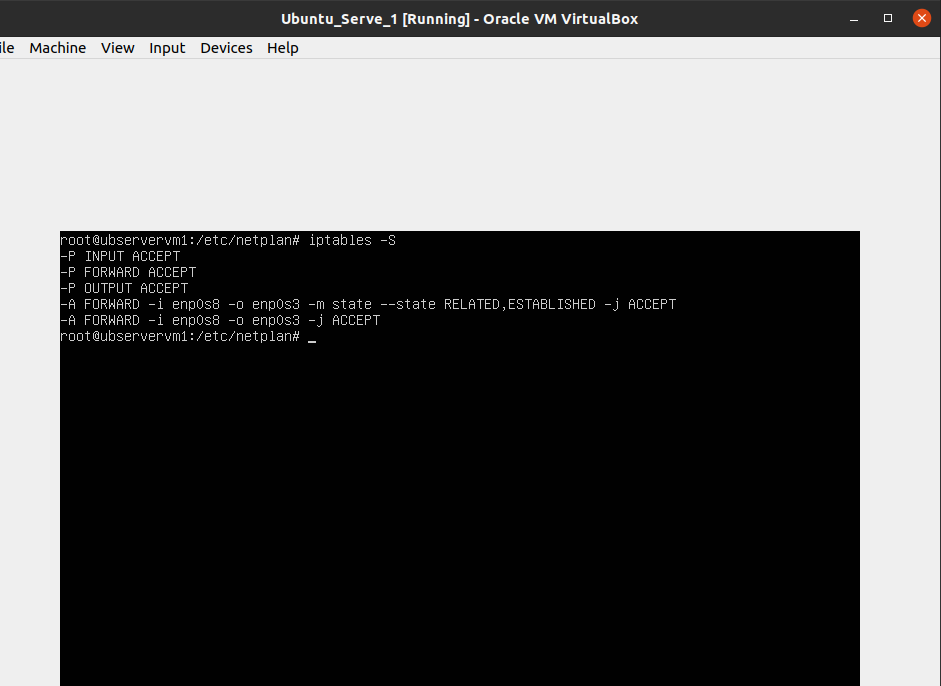 Ubuntu_Serve_1 [Running] - Oracle VM VirtualBox
ile Machine View Input Devices Help
root@ubservervm1:/etc/netplan# iptables -S
-P INPUT ACCEPT
-P FORWARD ACCEPT
-P OUTPUT ACCEPT
-A FORWARD -i enp0s8 -o enp0s3 -m state --state RELATED,ESTABLISHED -j ACCEPT
-A FORWARD -i enp0s8 -o enp0s3 -j ACCEPT
root@ubservervm1:/etc/netplan# _